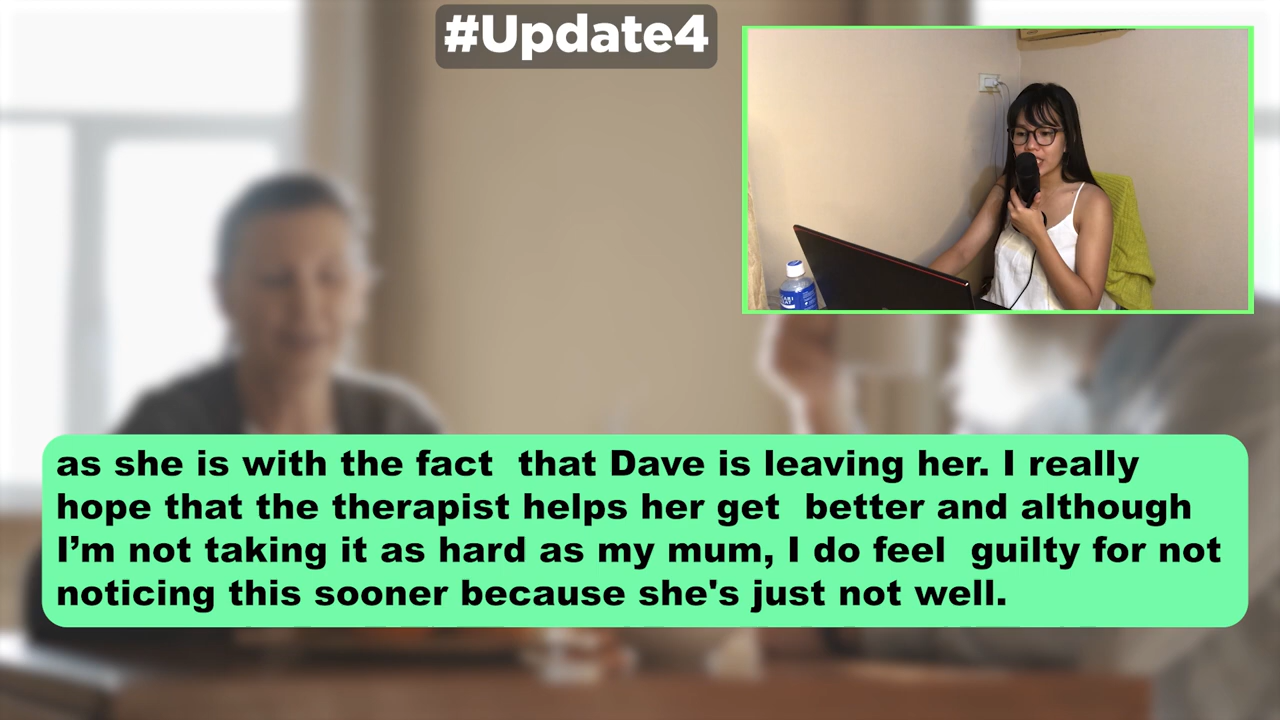 #Update4
as she is with the fact  that Dave is leaving her. I really
hope that the therapist helps her get  better and although
I’m not taking it as hard as my mum, I do feel  guilty for not
noticing this sooner because she's just not well.